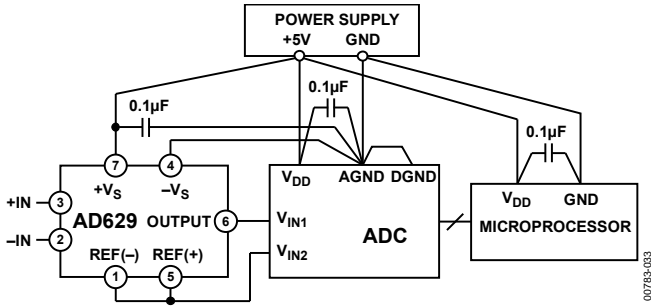 POWER SUPPLY
+5V GND
0.1µF
0.1µF
0.1µF
7 4
+VS –VS
VDD AGND DGND
VDD GND
MICROPROCESSOR
+IN 3
AD629 OUTPUT 6
VIN1
ADC
–IN 2
VIN2
REF(–) REF(+)
1 5
00783-033